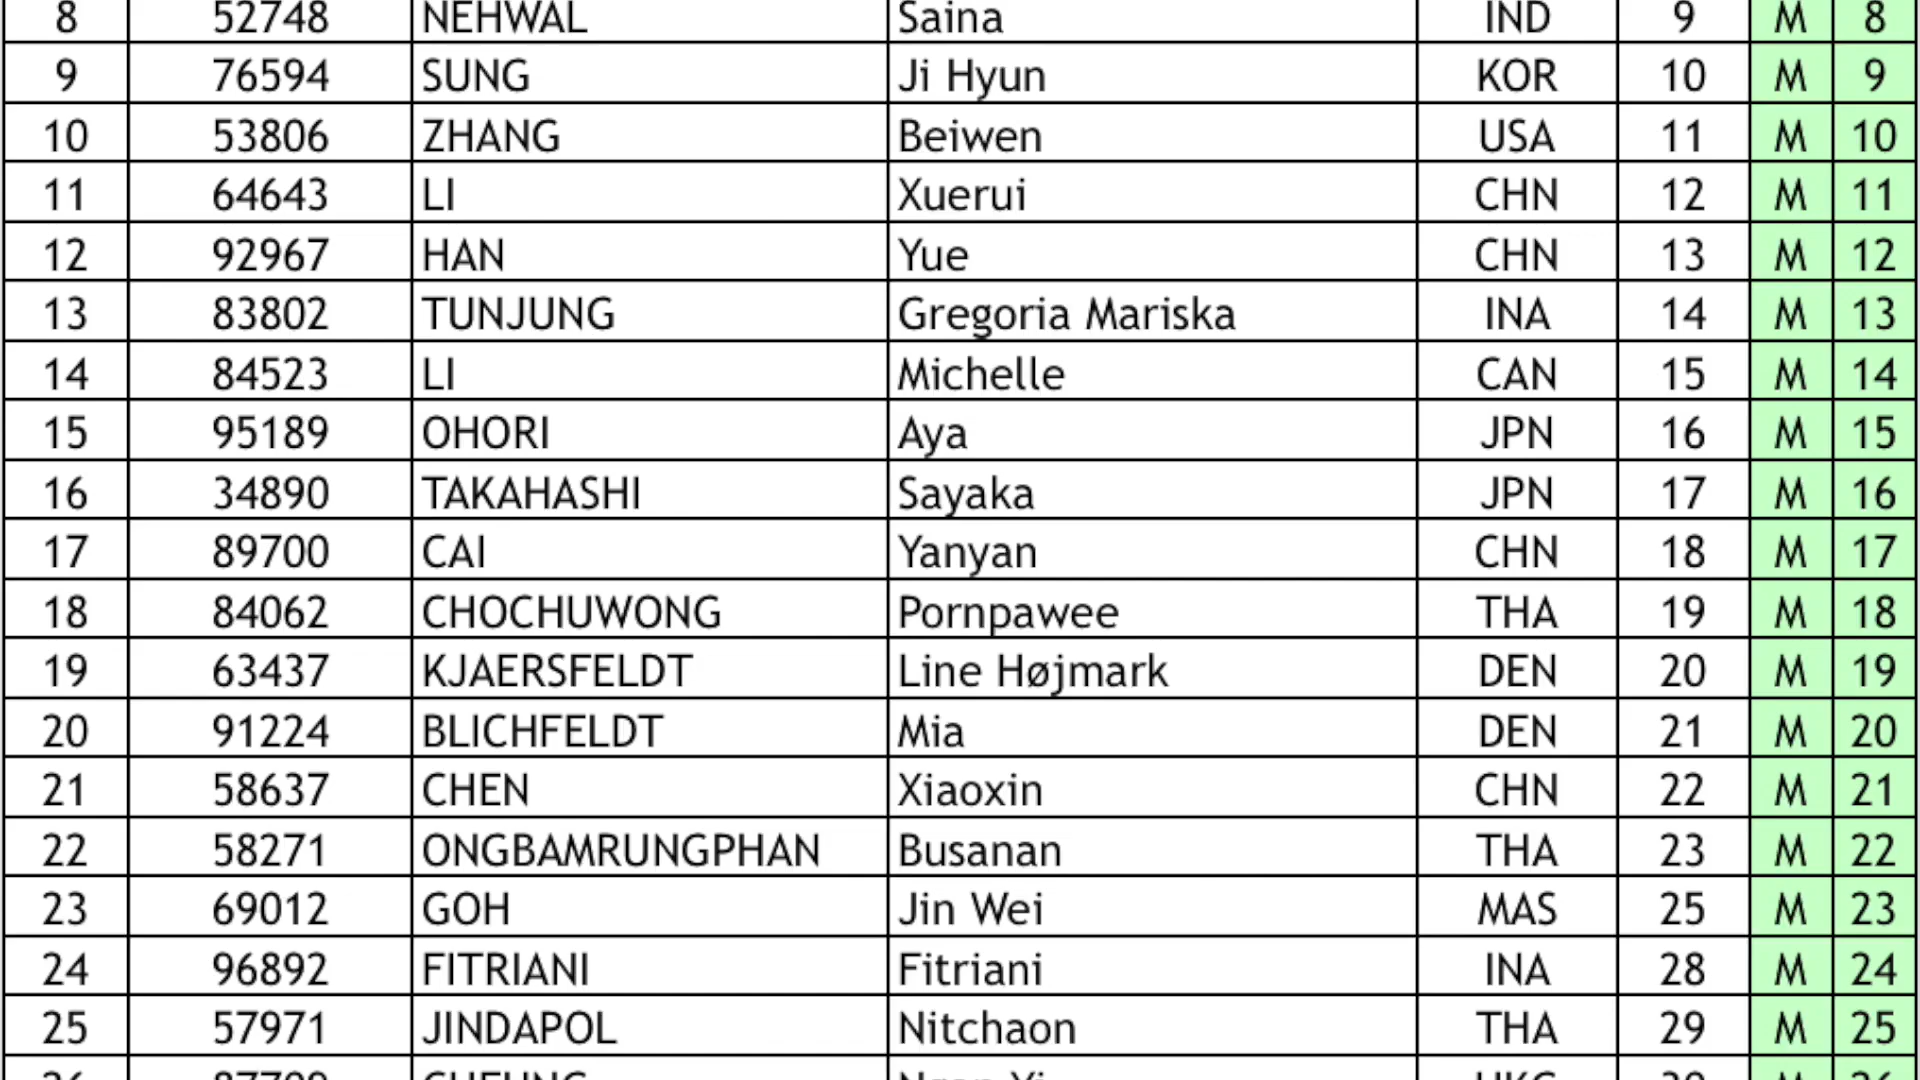 8 52748 NEHWAL Saina IND 9 M 8
9 76594 SUNG Ji Hyun KOR 10 M 9
10 53806 ZHANG Beiwen USA 11 M 10
11 64643 LI Xuerui CHN 12 M 11
12 92967 HAN Yue CHN 13 M 12
13 83802 TUNJUNG Gregoria Mariska INA 14 M 13
14 84523 LI Michelle CAN 15 M 14
15 95189 OHORI Aya JPN 16 M 15
16 34890 TAKAHASHI Sayaka JPN 17 M 16
17 89700 CAI Yanyan CHN 18 M 17
18 84062 CHOCHUWONG Pornpawee THA 19 M 18
19 63437 KJAERSFELDT Line Højmark DEN 20 M 19
20 91224 BLICHFELDT Mia DEN 21 M 20
21 58637 CHEN Xiaoxin CHN 22 M 21
22 58271 ONGBAMRUNGPHAN Busanan THA 23 M 22
23 69012 GOH Jin Wei MAS 25 M 23
24 96892 FITRIANI Fitriani INA 28 M 24
25 57971 JINDAPOL Nitchaon THA 29 M 25